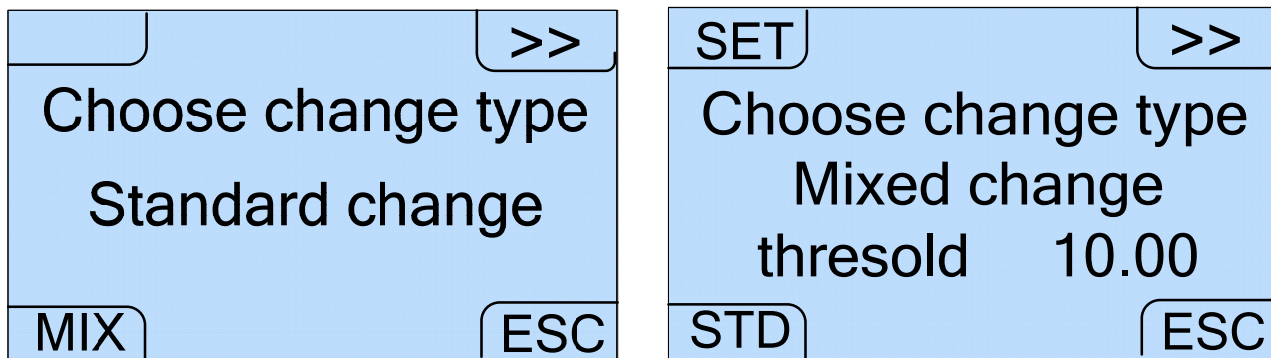 >>
Choose change type
Standard change
MIX ESC
SET >>
Choose change type
Mixed change
thresold 10.00
STD ESC